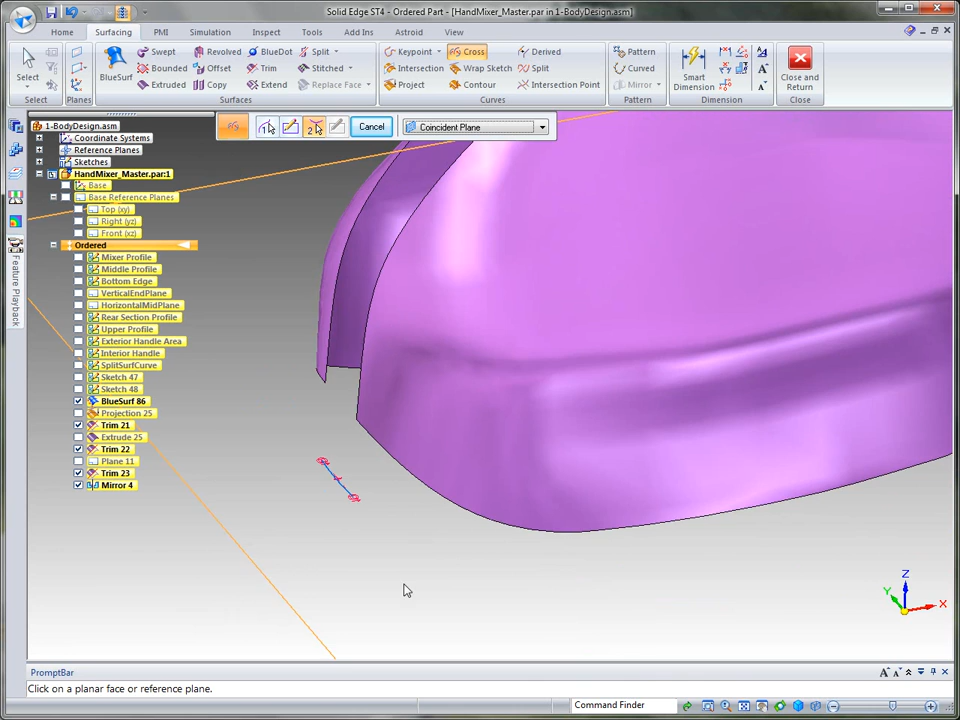 Solid Edge ST4 - Ordered Part - [HandMixer_Master.par in 1-BodyDesign.asm]
Home Surfacing PMI Simulation Inspect Tools Add Ins Astroid View
Select
Select
Planes
BlueSurf
Swept Revolved BlueDot Split
Bounded Offset Trim Stitched
Extruded Copy Extend Replace Face
Surfaces
Keypoint Cross Derived
Intersection Wrap Sketch Split
Project Contour Intersection Point
Curves
Pattern
Curved
Mirror
Pattern
Smart
Dimension
Dimension
Close and
Return
Close
1 2 Cancel Coincident Plane
1-BodyDesign.asm
Coordinate Systems
Reference Planes
Sketches
HandMixer_Master.par:1
Base
Base Reference Planes
Top (xy)
Right (yz)
Front (xz)
Ordered
Mixer Profile
Middle Profile
Bottom Edge
VerticalEndPlane
HorizontalMidPlane
Rear Section Profile
Upper Profile
Exterior Handle Area
Interior Handle
SplitSurfCurve
Sketch 47
Sketch 48
BlueSurf 86
Projection 25
Trim 21
Extrude 25
Trim 22
Plane 11
Trim 23
Mirror 4
Feature Playback
Z
Y
X
PromptBar
Click on a planar face or reference plane.
Command Finder